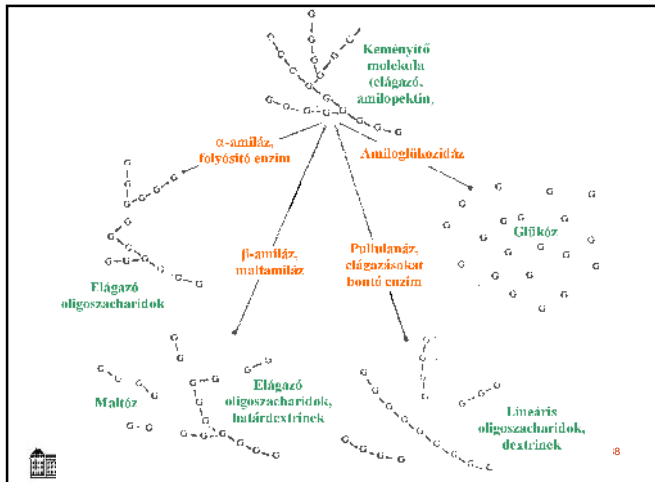 Keményítő
molekula
(elágazó,
amilopektin,
α-amiláz,
folyósító enzim
Amiloglükozidáz
Glükóz
β-amiláz,
maltamiláz
Pullulanáz,
elágazásokat
bontó enzim
Elágazó
oligoszacharidok
Maltóz
Elágazó
oligoszacharidok,
határdextrinek
Lineáris
oligoszacharidok,
dextrinek